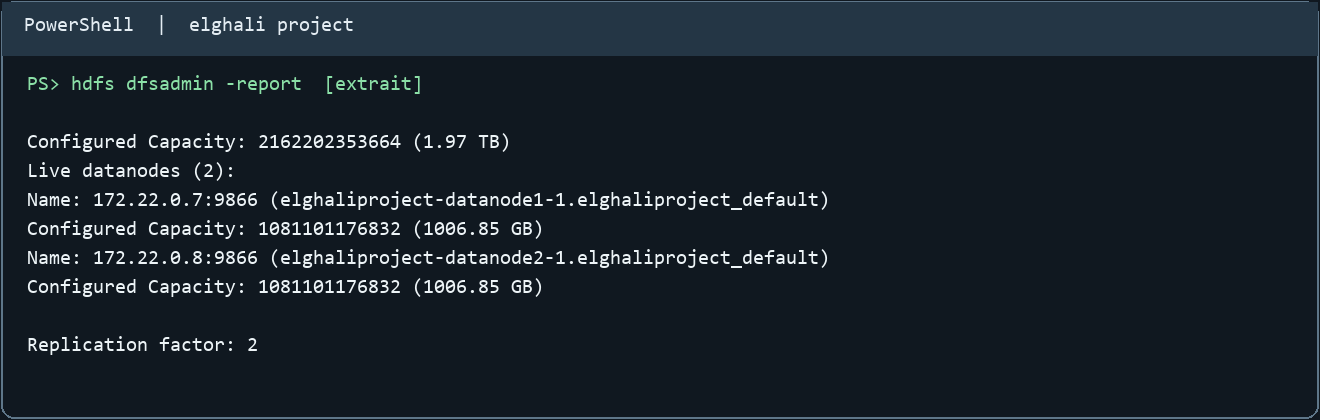 PowerShell | elghali project
PS> hdfs dfsadmin -report [extrait]
Configured Capacity: 2162202353664 (1.97 TB)
Live datanodes (2):
Name: 172.22.0.7:9866 (elghaliproject-datanode1-1.elghaliproject_default)
Configured Capacity: 1081101176832 (1006.85 GB)
Name: 172.22.0.8:9866 (elghaliproject-datanode2-1.elghaliproject_default)
Configured Capacity: 1081101176832 (1006.85 GB)
Replication factor: 2